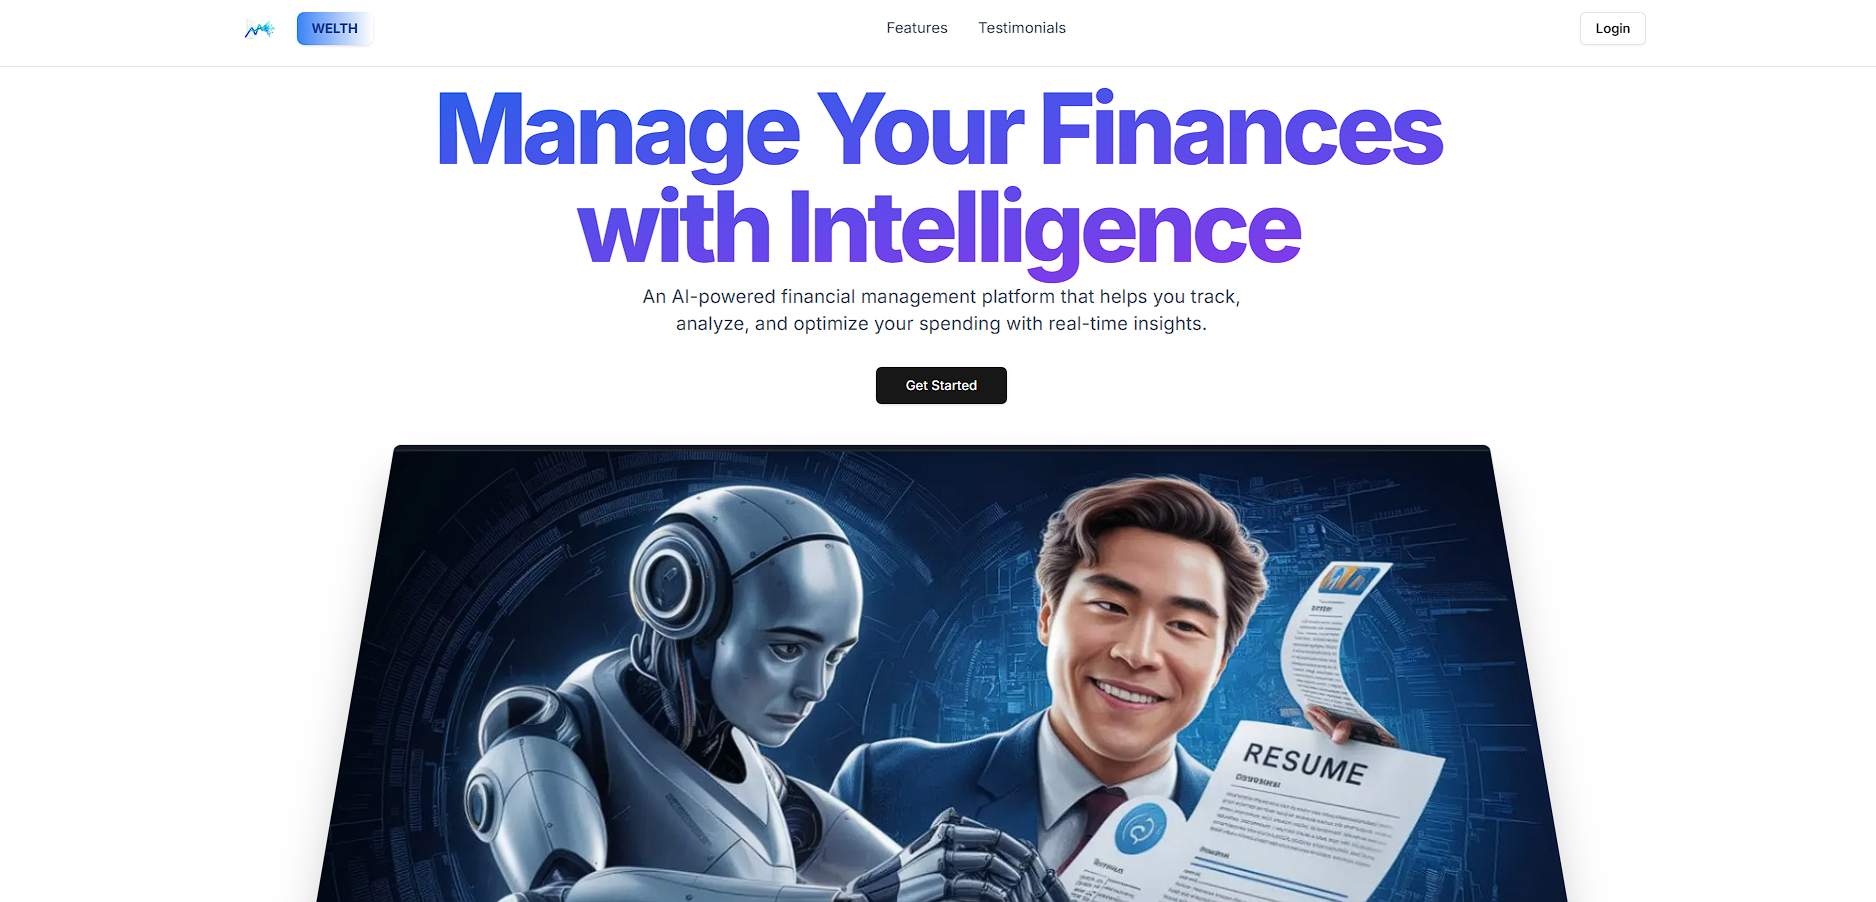 WELTH
Features
Testimonials
Login
Manage Your Finances
with Intelligence
An AI-powered financial management platform that helps you track,
analyze, and optimize your spending with real-time insights.
Get Started
RESUME